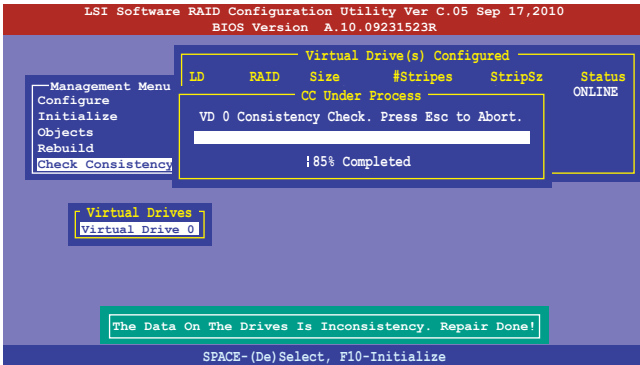 LSI Software RAID Configuration Utility Ver C.05 Sep 17,2010
BIOS Version A.10.09231523R
Virtual Drive(s) Configured
LD RAID Size #Stripes StripSz Status
ONLINE
Management Menu
Configure
Initialize
Objects
Rebuild
Check Consistency
CC Under Process
VD 0 Consistency Check. Press Esc to Abort.
85% Completed
Virtual Drives
Virtual Drive 0
The Data On The Drives Is Inconsistency. Repair Done!
SPACE-(De)Select, F10-Initialize